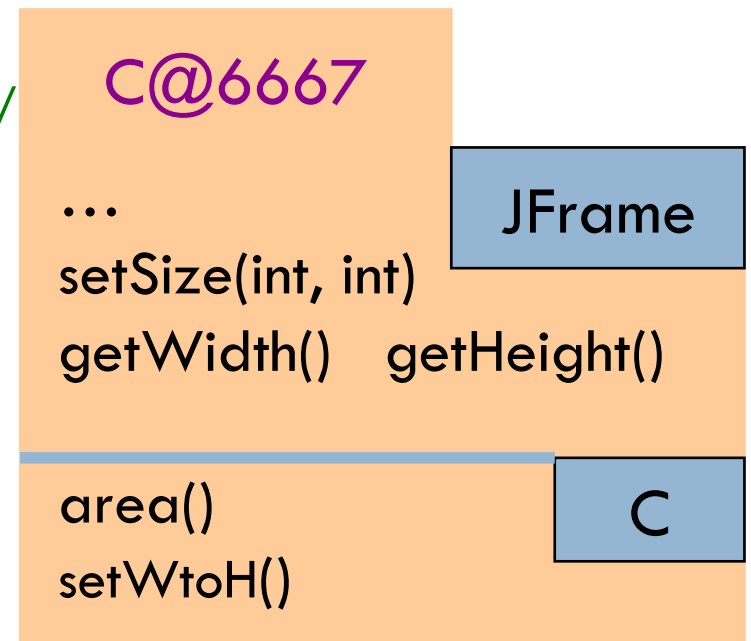 /
C@6667
...
JFrame
setSize(int, int)
getWidth() getHeight()
area()
C
setWtoH()